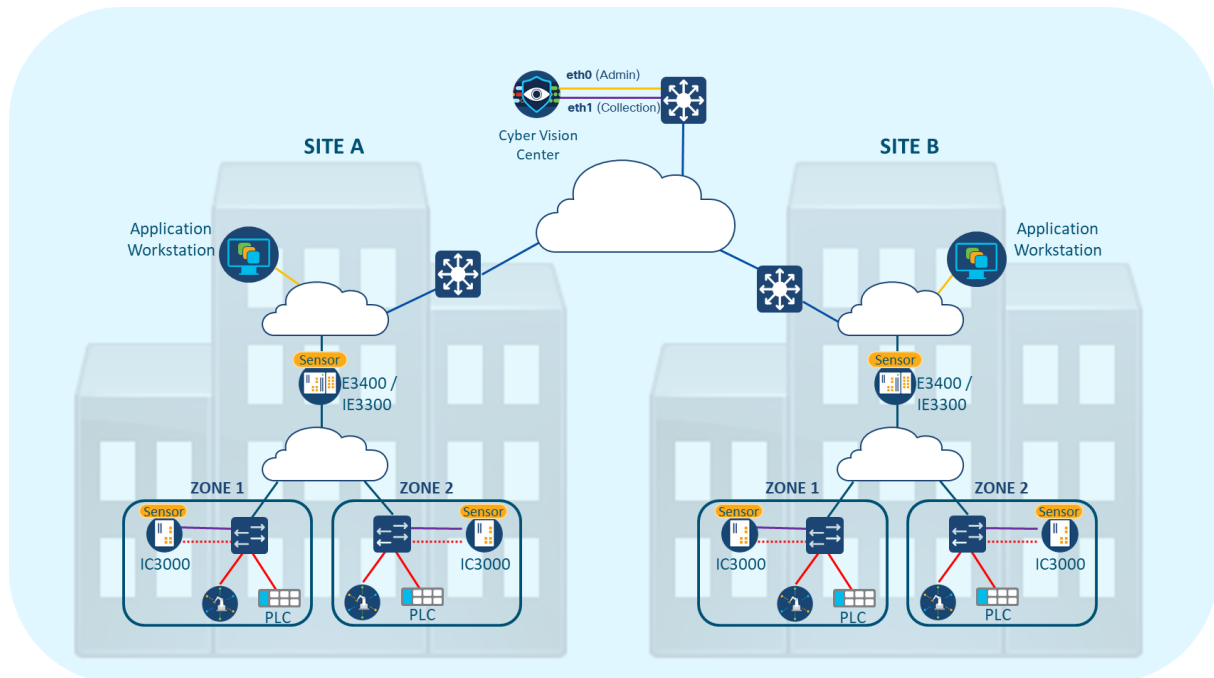 eth0 (Admin)
eth1 (Collection)
Cyber Vision
Center
SITE A
SITE B
Application
Workstation
Application
Workstation
Sensor
E3400 /
IE3300
Sensor
E3400 /
IE3300
ZONE 1
ZONE 2
ZONE 1
ZONE 2
Sensor
Sensor
Sensor
Sensor
IC3000
IC3000
IC3000
IC3000
PLC
PLC
PLC
PLC